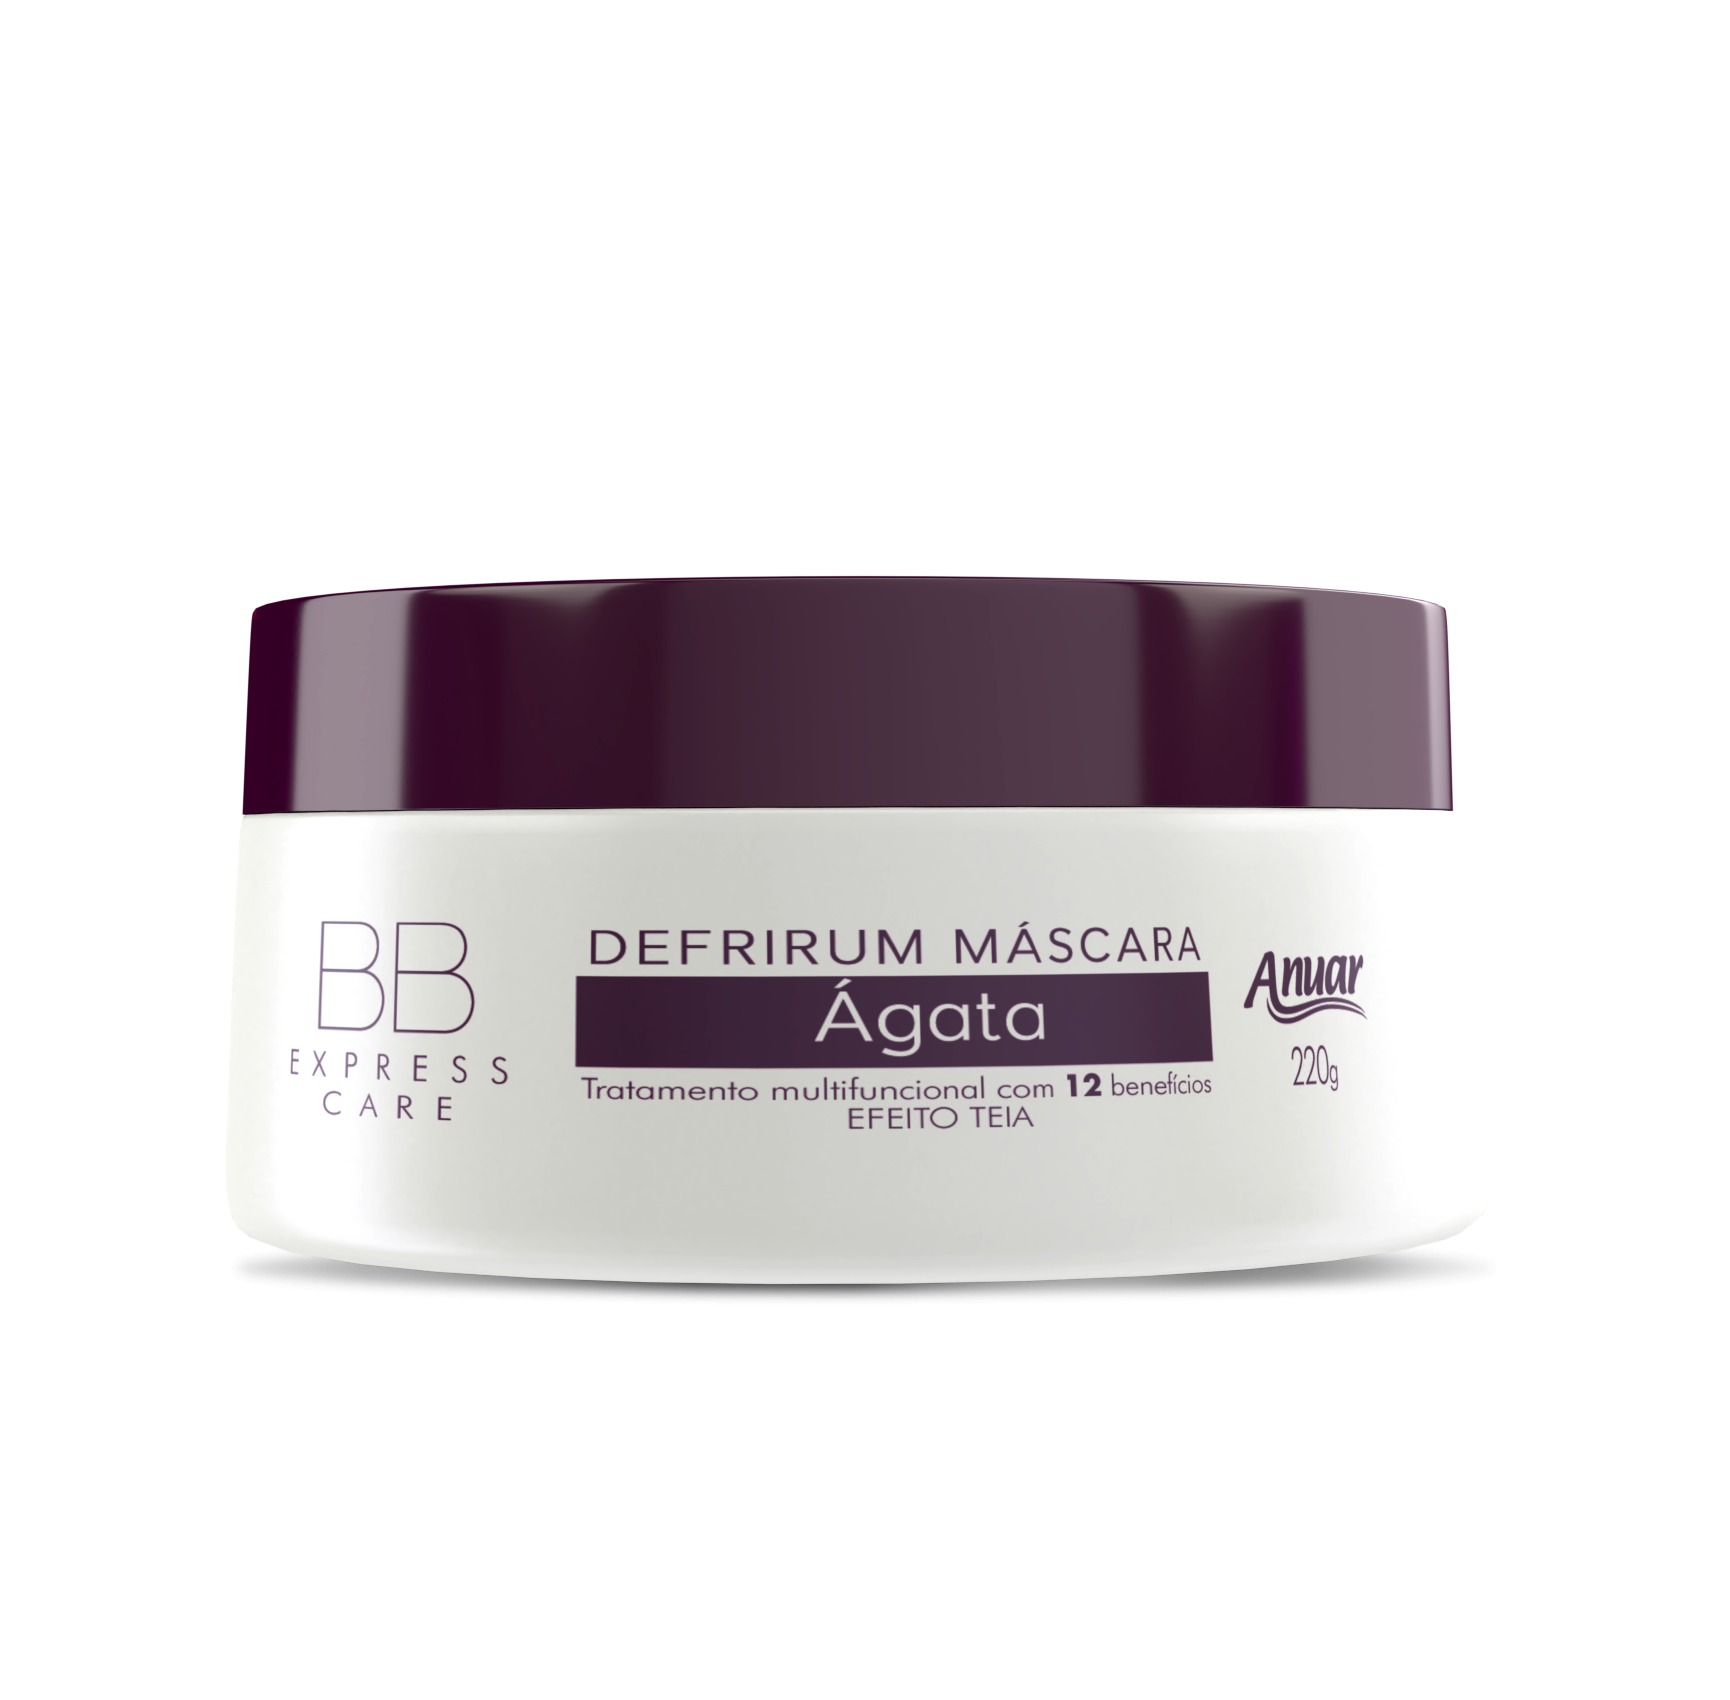 BB
EXPRESS
CARE
DEFRIRUM MÁSCARA
Ágata
Tratamento multifuncional com 12 benefícios
EFEITO TEIA
Anuar
220g